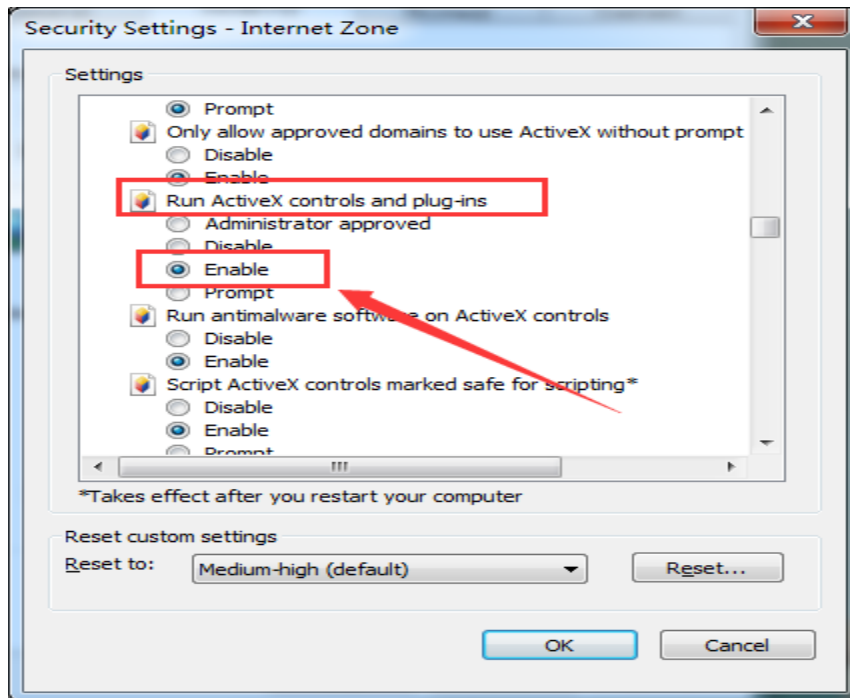 Security Settings - Internet Zone
Settings
Prompt
Only allow approved domains to use ActiveX without prompt
Disable
Enable
Run ActiveX controls and plug-ins
Administrator approved
Disable
Enable
Prompt
Run antimalware software on ActiveX controls
Disable
Enable
Script ActiveX controls marked safe for scripting*
Disable
Enable
Prompt
*Takes effect after you restart your computer
Reset custom settings
Reset to: Medium-high (default) Reset...
OK Cancel